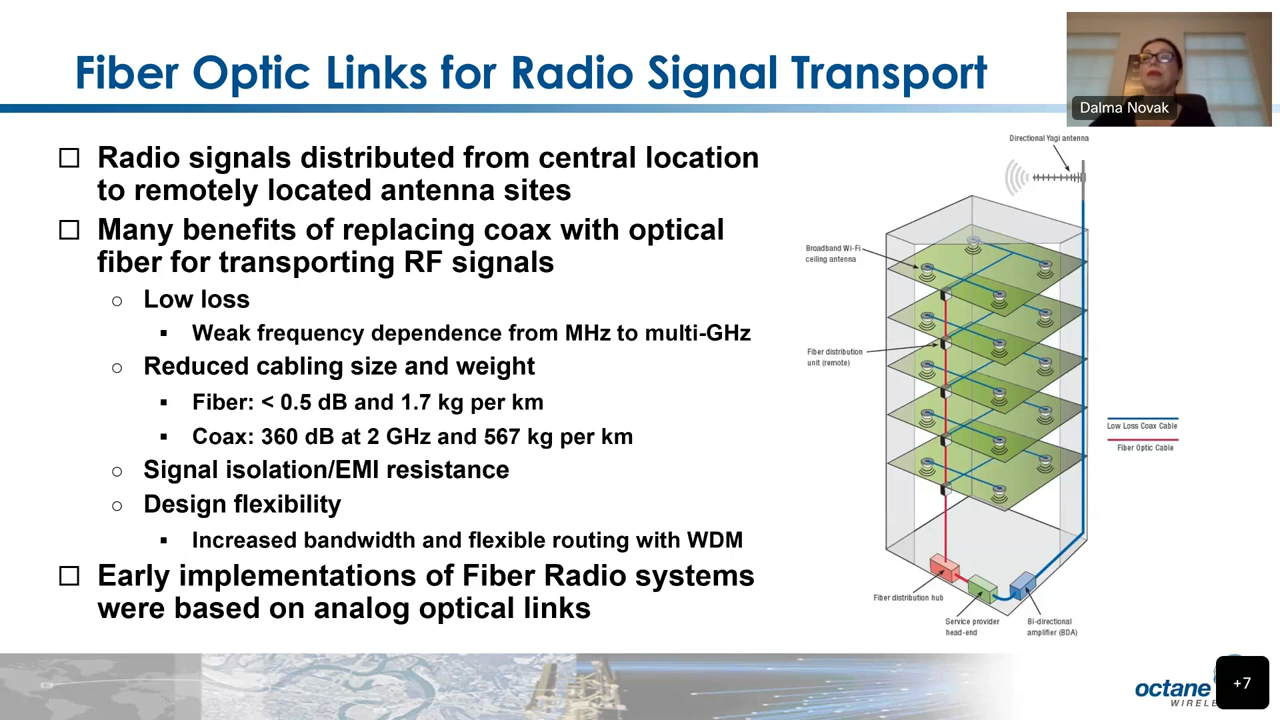 Fiber Optic Links for Radio Signal Transport
Dalma Novak
Radio signals distributed from central location
to remotely located antenna sites
Many benefits of replacing coax with optical
fiber for transporting RF signals
Low loss
Weak frequency dependence from MHz to multi-GHz
Reduced cabling size and weight
Fiber: < 0.5 dB and 1.7 kg per km
Coax: 360 dB at 2 GHz and 567 kg per km
Signal isolation/EMI resistance
Design flexibility
Increased bandwidth and flexible routing with WDM
Early implementations of Fiber Radio systems
were based on analog optical links
Directional Yagi antenna
Broadband Wi-Fi
ceiling antenna
Fiber distribution
unit (remote)
Low Loss Coax Cable
Fiber Optic Cable
Fiber distribution hub
Service provider
head-end
Bi-directional
amplifier (BDA)
octane
+7